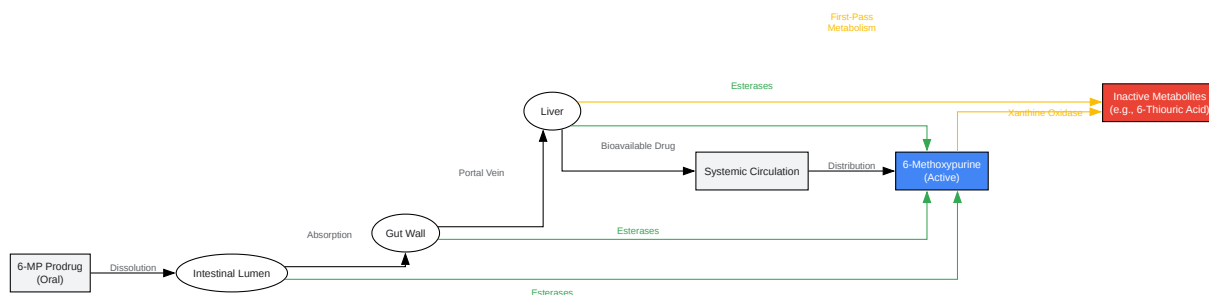 First-Pass
Metabolism
Esterases
Liver
Inactive Metabolites
(e.g., 6-Thiouric Acid)
Xanthine Oxidase
Bioavailable Drug
Portal Vein
Systemic Circulation
Distribution
6-Methoxypurine
(Active)
Absorption
Gut Wall
Esterases
6-MP Prodrug
(Oral)
Dissolution
Intestinal Lumen
Esterases